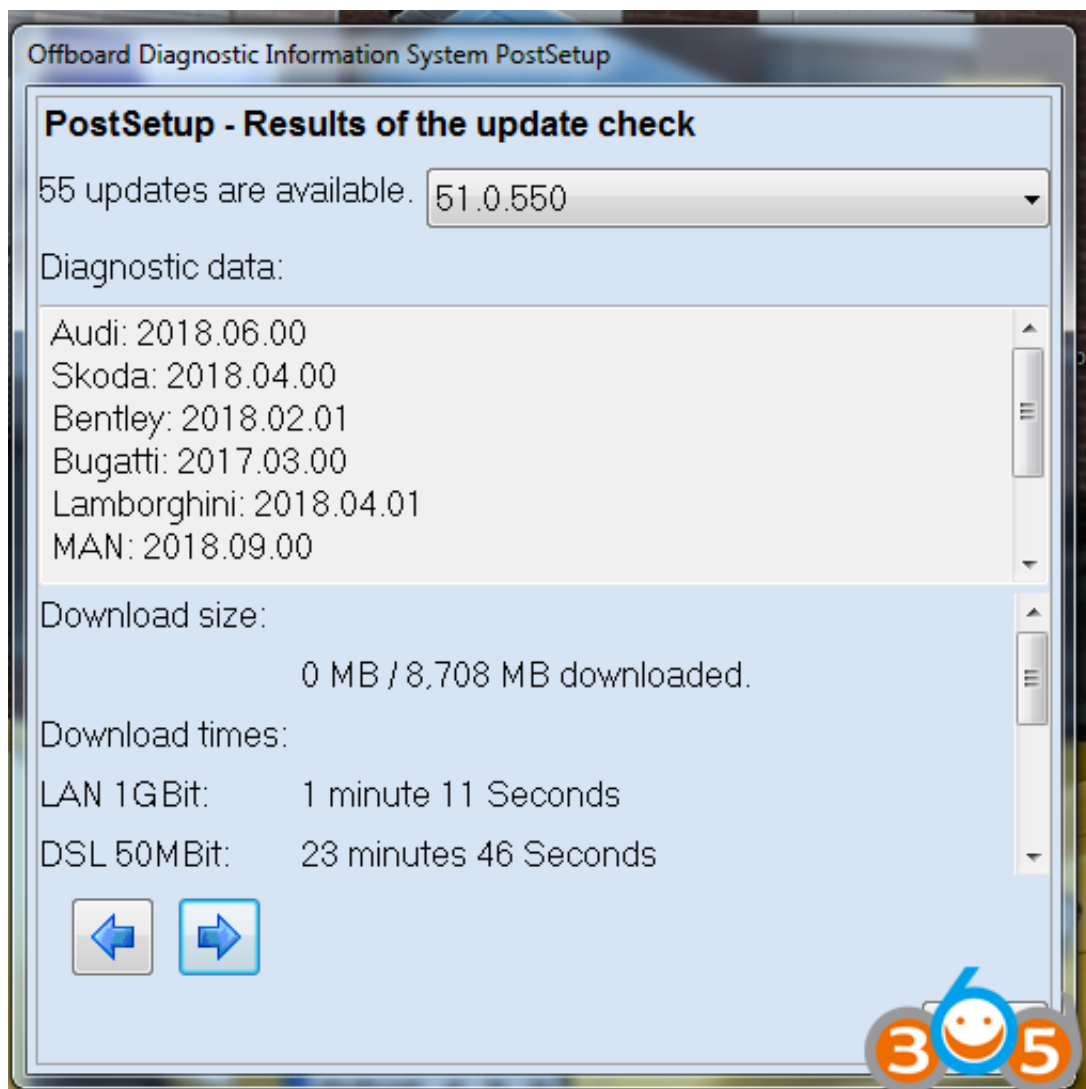 Offboard Diagnostic Information System PostSetup
PostSetup - Results of the update check
55 updates are available. 51.0.550
Diagnostic data:
Audi: 2018.06.00
Skoda: 2018.04.00
Bentley: 2018.02.01
Bugatti: 2017.03.00
Lamborghini: 2018.04.01
MAN: 2018.09.00
Download size:
0 MB / 8,708 MB downloaded.
Download times:
LAN 1GBit: 1 minute 11 Seconds
DSL 50MBit: 23 minutes 46 Seconds
365